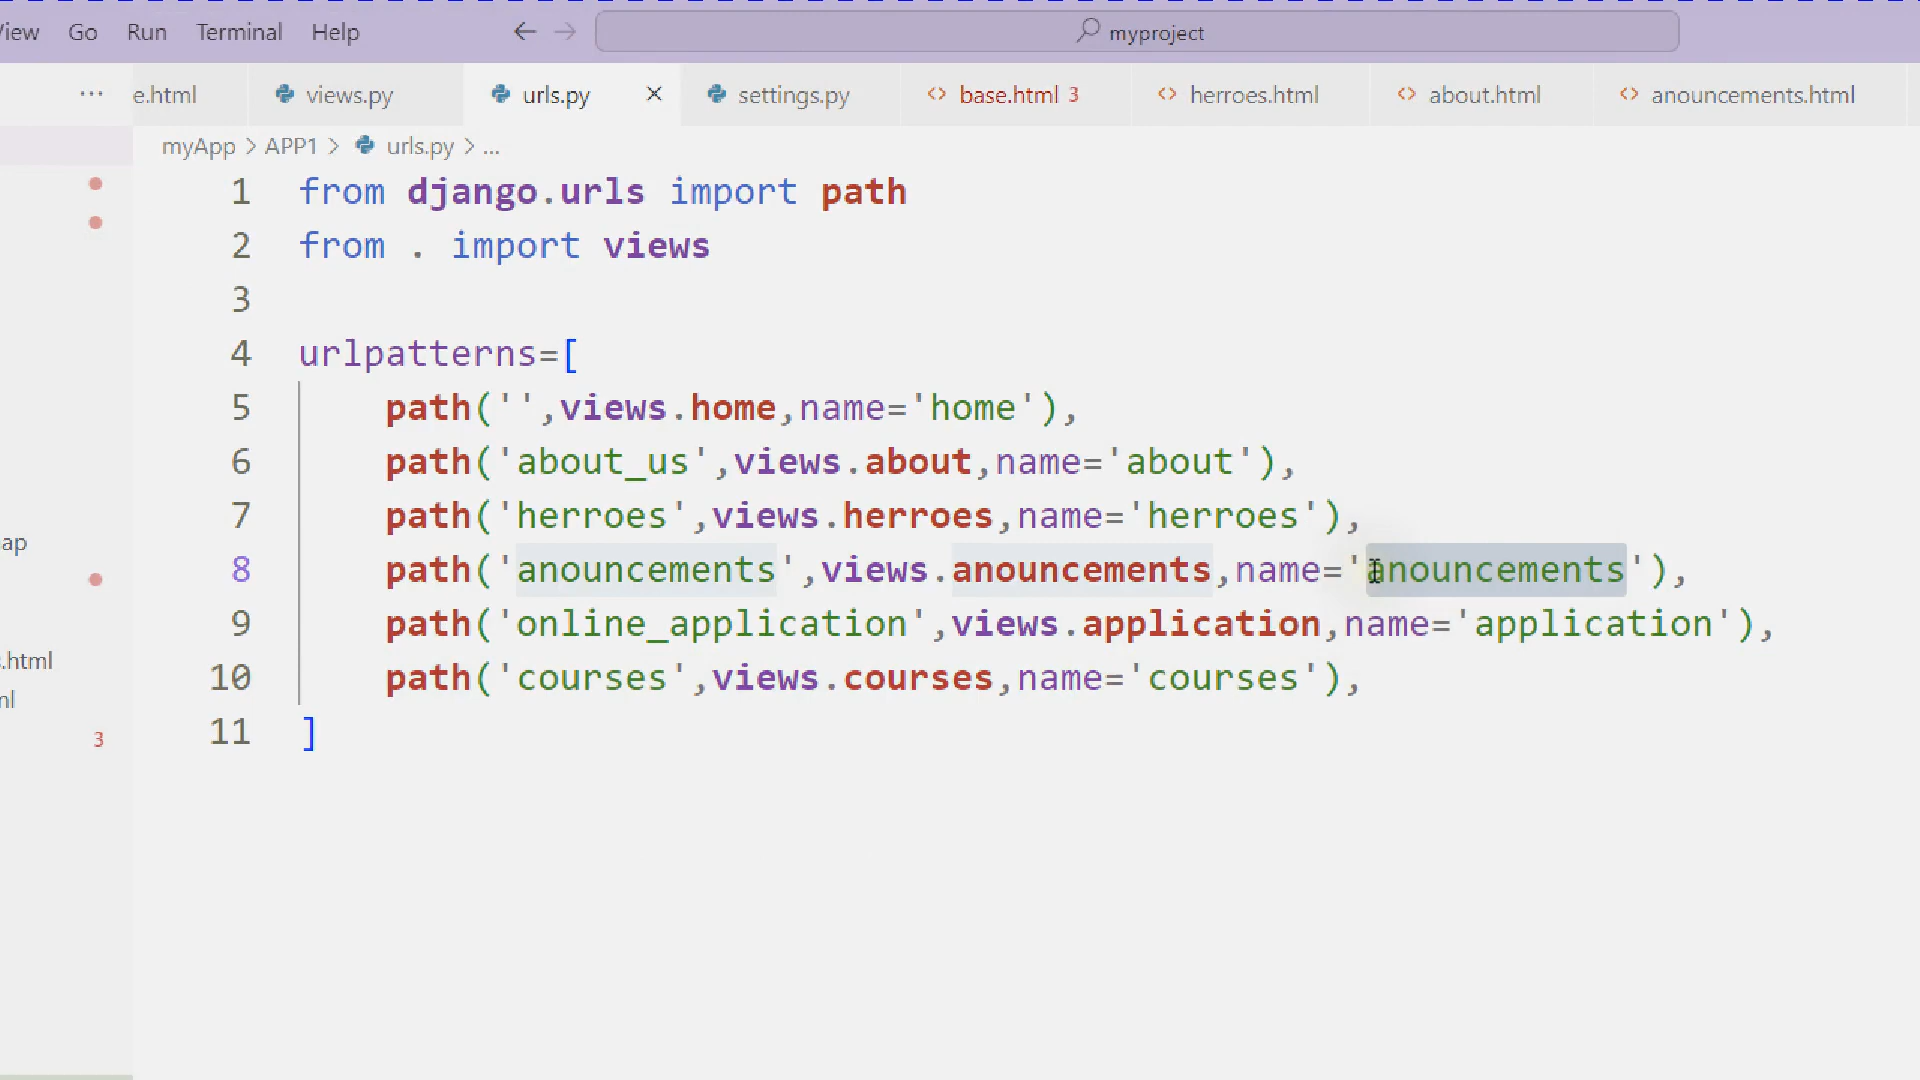 View Go Run Terminal Help myproject
... e.html views.py urls.py settings.py base.html 3 herroes.html about.html anouncements.html
myApp > APP1 > urls.py > ...
1 from django.urls import path
2 from . import views
3
4 urlpatterns=[
5 path('',views.home,name='home'),
6 path('about_us',views.about,name='about'),
7 path('herroes',views.herroes,name='herroes'),
8 path('anouncements',views.anouncements,name='anouncements'),
9 path('online_application',views.application,name='application'),
10 path('courses',views.courses,name='courses'),
11 ]
ap
.html
ml
3